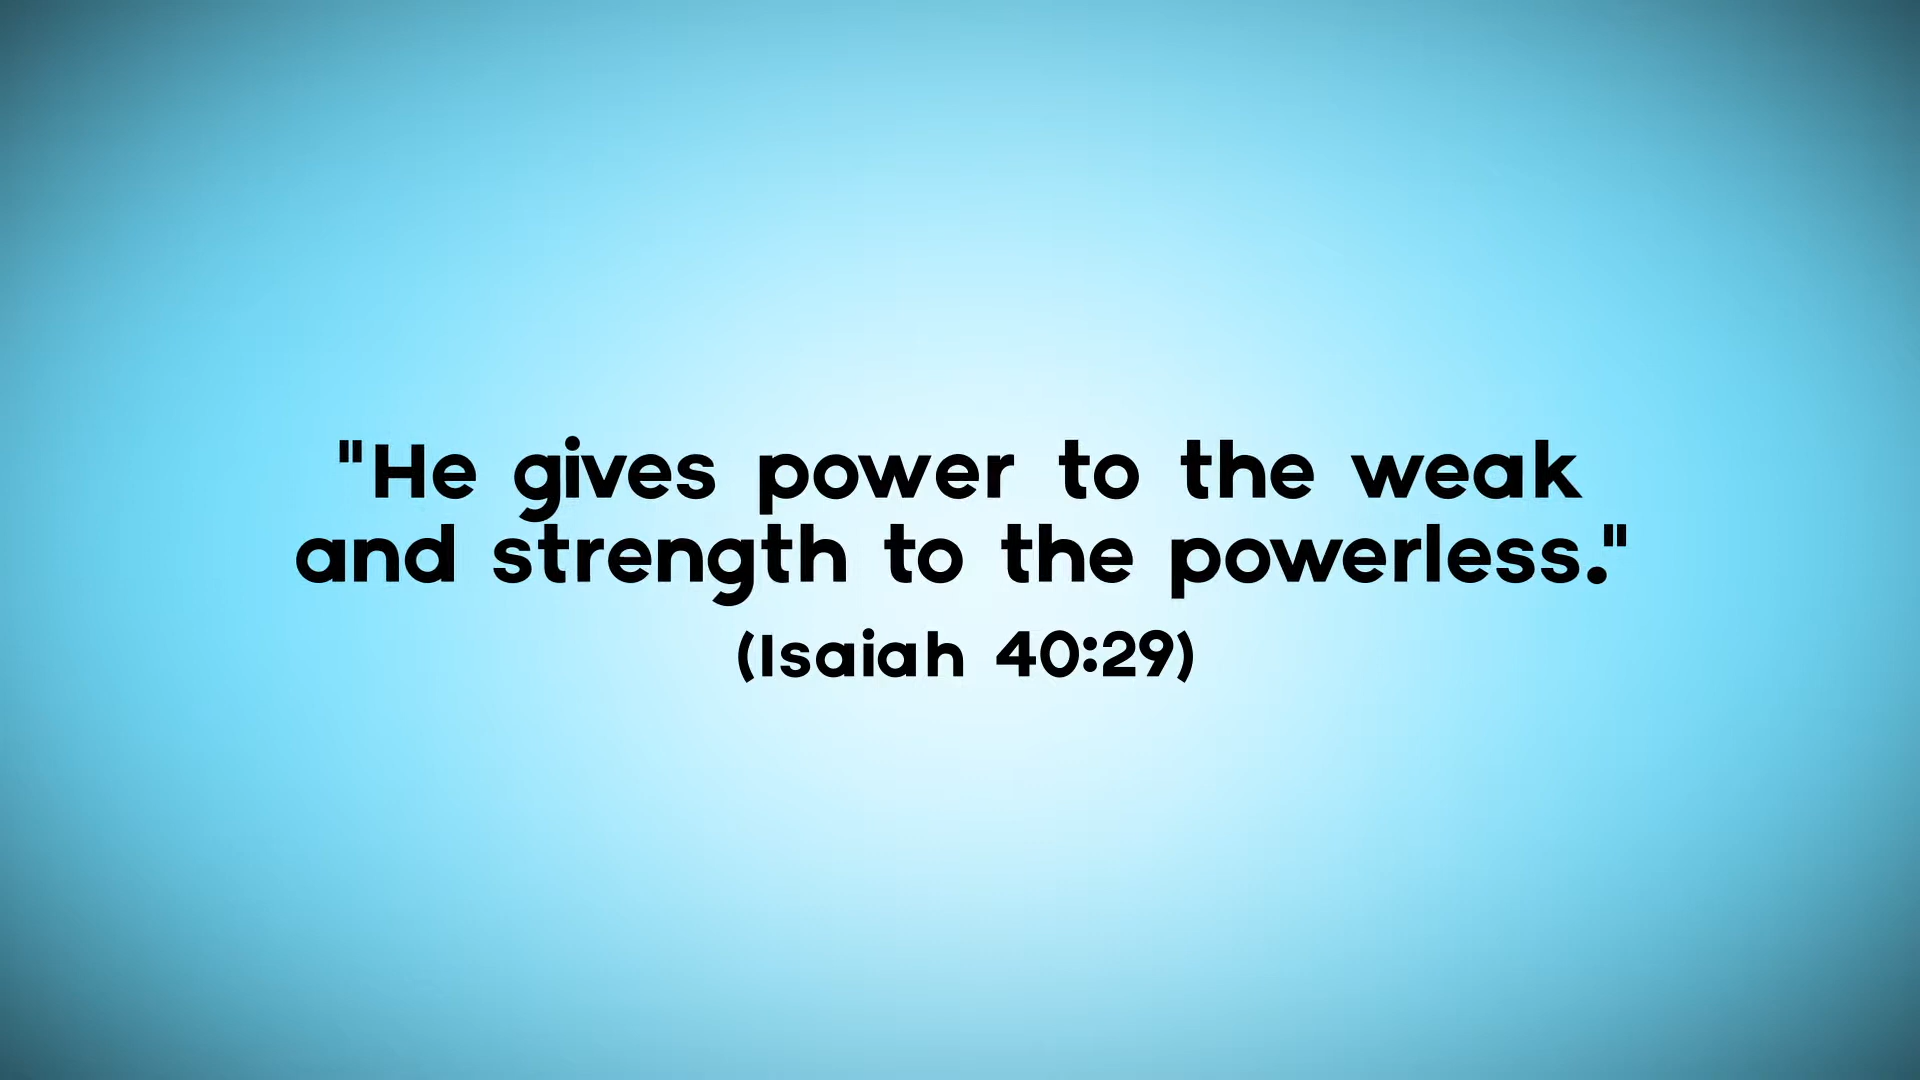 "He gives power to the weak
and strength to the powerless."
(Isaiah 40:29)